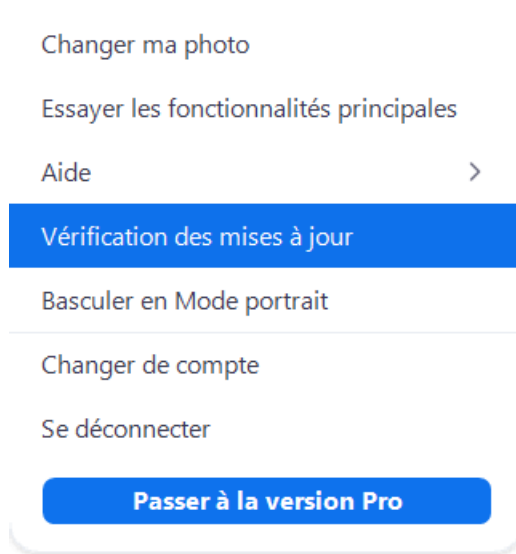 Changer ma photo
Essayer les fonctionnalités principales
Aide
Vérification des mises à jour
Basculer en Mode portrait
Changer de compte
Se déconnecter
Passer à la version Pro